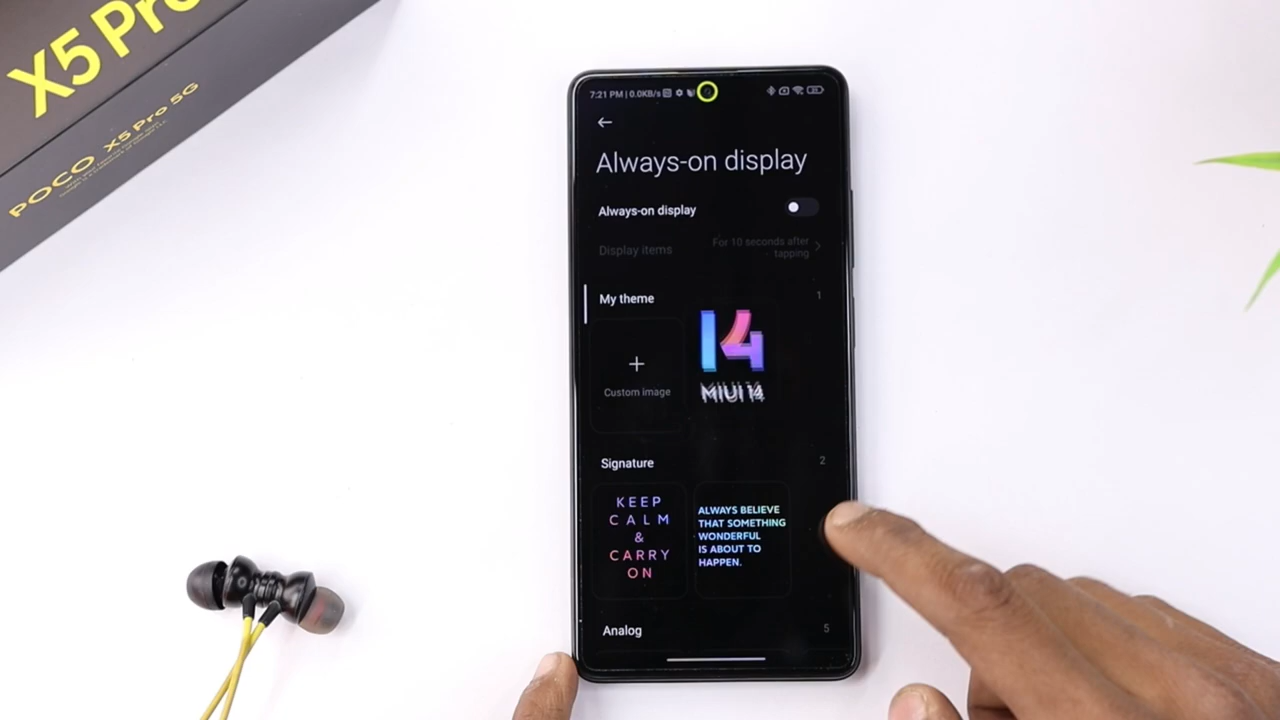 X5 Pro
POCO X5 Pro 5G
7:21 PM | 0.0KB/s
Always-on display
Always-on display
Display items
For 10 seconds after
tapping
My theme
1
+
Custom image
14
MIUI 14
Signature
2
KEEP
CALM
&
CARRY
ON
ALWAYS BELIEVE
THAT SOMETHING
WONDERFUL
IS ABOUT TO
HAPPEN.
Analog
5